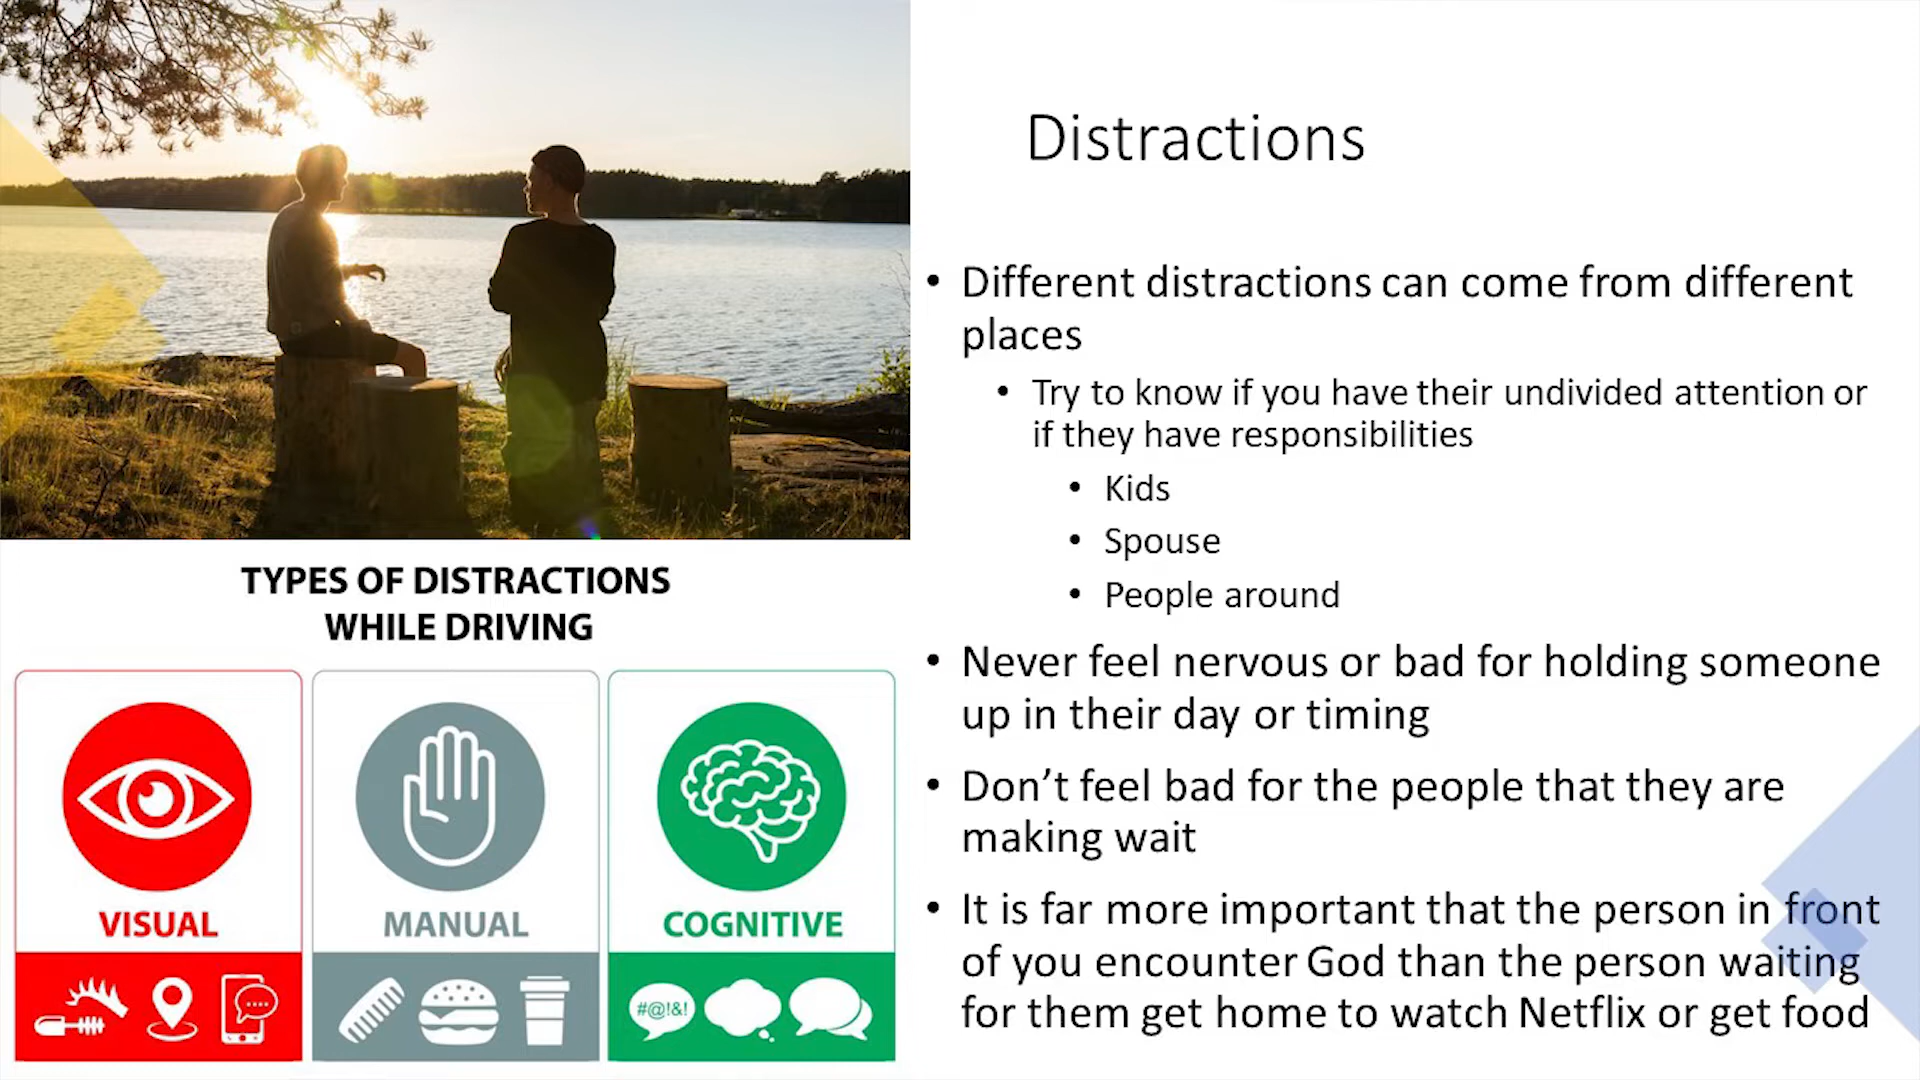 Distractions
• Different distractions can come from different
places
• Try to know if you have their undivided attention or
if they have responsibilities
• Kids
• Spouse
• People around
• Never feel nervous or bad for holding someone
up in their day or timing
• Don’t feel bad for the people that they are
making wait
• It is far more important that the person in front
of you encounter God than the person waiting
for them get home to watch Netflix or get food
TYPES OF DISTRACTIONS
WHILE DRIVING
VISUAL
MANUAL
COGNITIVE
#@!&!